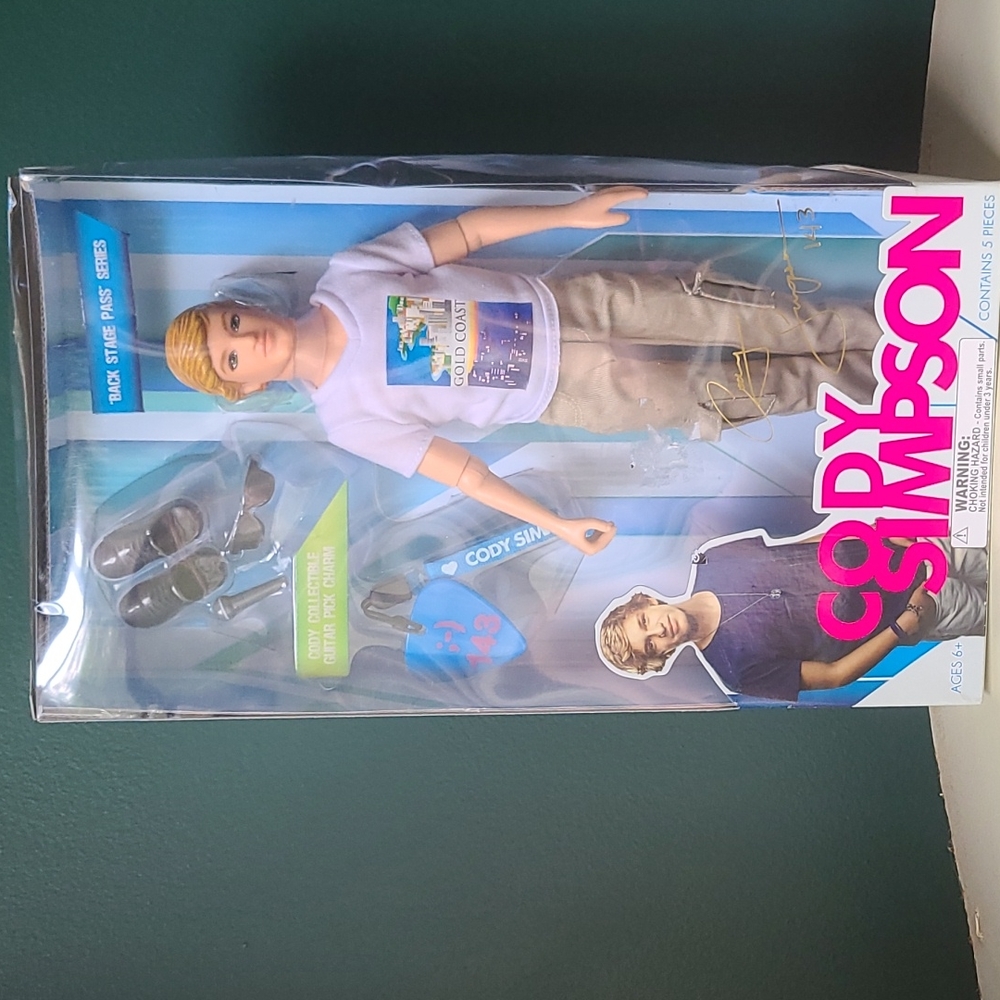 "BACK STAGE PASS" SERIES
GOLD COAST
CODY COLLECTIBLE
GUITAR PICK CHARM
CODY SIM
:-)
143
143
CODY
SIMPSON
AGES 6+
WARNING:
CHOKING HAZARD - Contains small parts.
Not intended for children under 3 years.
CONTAINS 5 PIECES